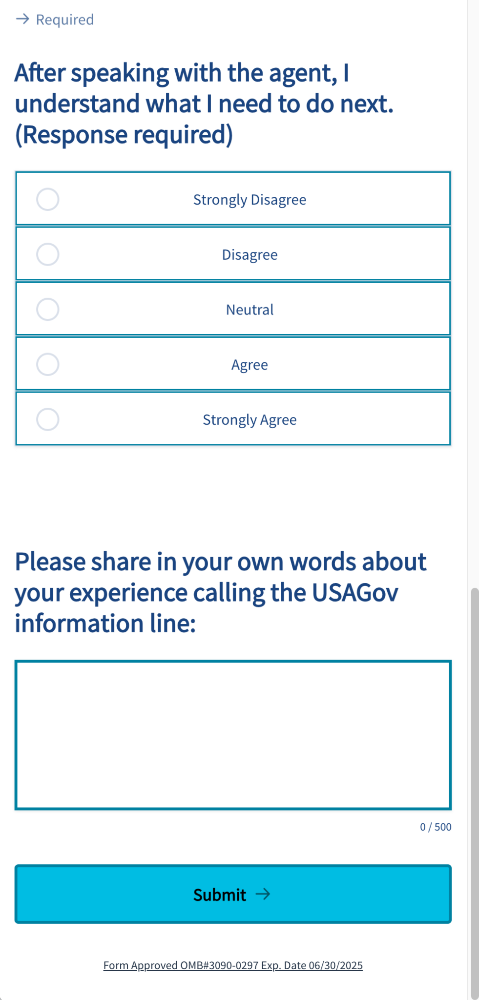 → Required
After speaking with the agent, I
understand what I need to do next.
(Response required)
Strongly Disagree
Disagree
Neutral
Agree
Strongly Agree
Please share in your own words about
your experience calling the USAGov
information line:
0 / 500
Submit →
Form Approved OMB#3090-0297 Exp. Date 06/30/2025